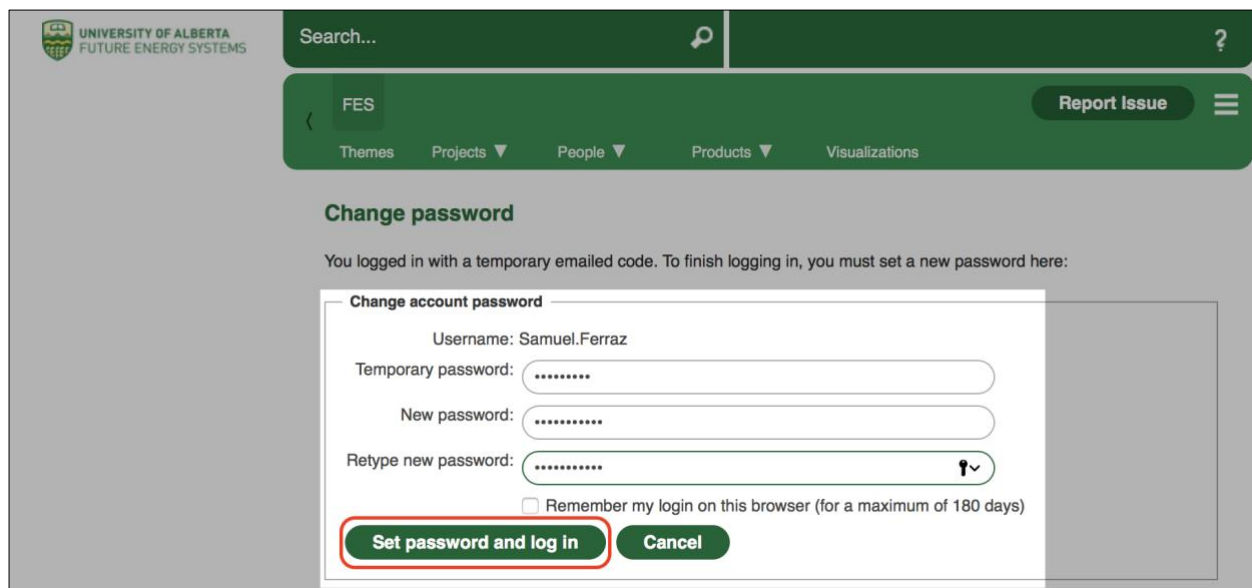 UNIVERSITY OF ALBERTA
FUTURE ENERGY SYSTEMS
Search...
?
FES
Report Issue
Themes Projects ▼ People ▼ Products ▼ Visualizations
Change password
You logged in with a temporary emailed code. To finish logging in, you must set a new password here:
Change account password
Username: Samuel.Ferraz
Temporary password: •••••••••
New password: •••••••••••
Retype new password: •••••••••••
Remember my login on this browser (for a maximum of 180 days)
Set password and log in Cancel